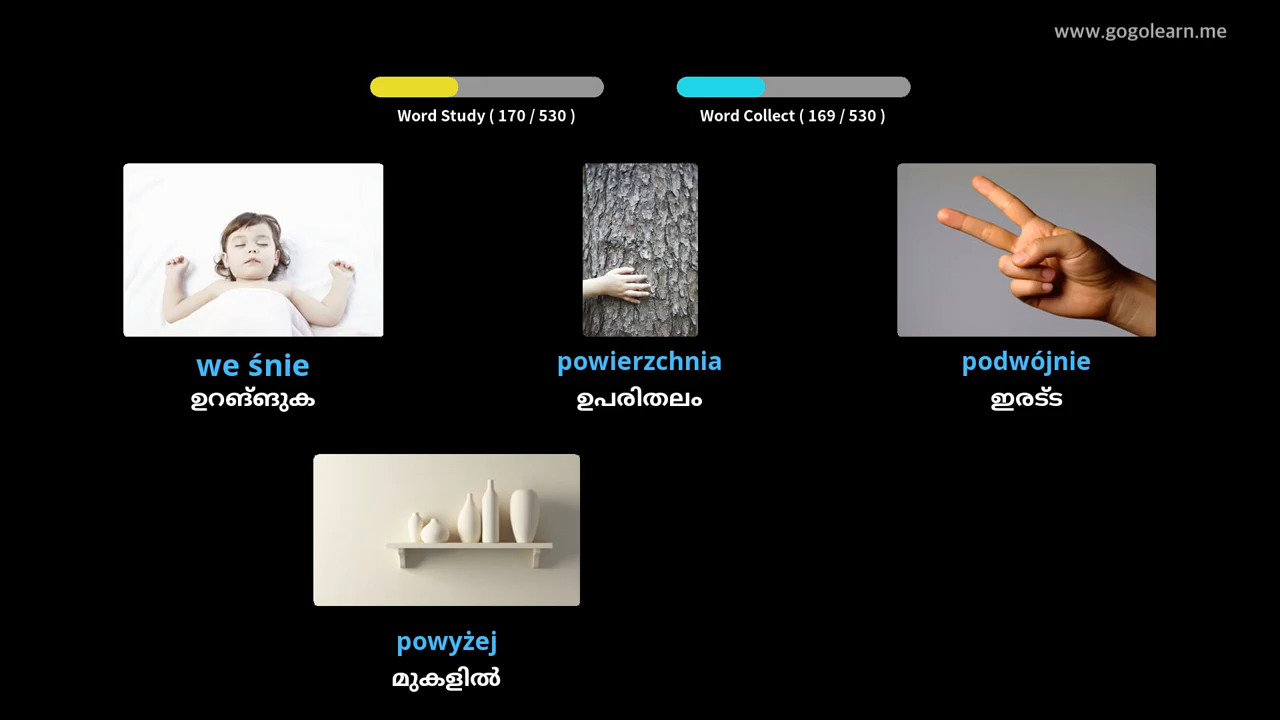 www.gogolearn.me
Word Study ( 170 / 530 )
Word Collect ( 169 / 530 )
we śnie
ഉറങ്ങുക
powierzchnia
ഉപരിതലം
podwójnie
ഇരട്ട
powyżej
മുകളിൽ